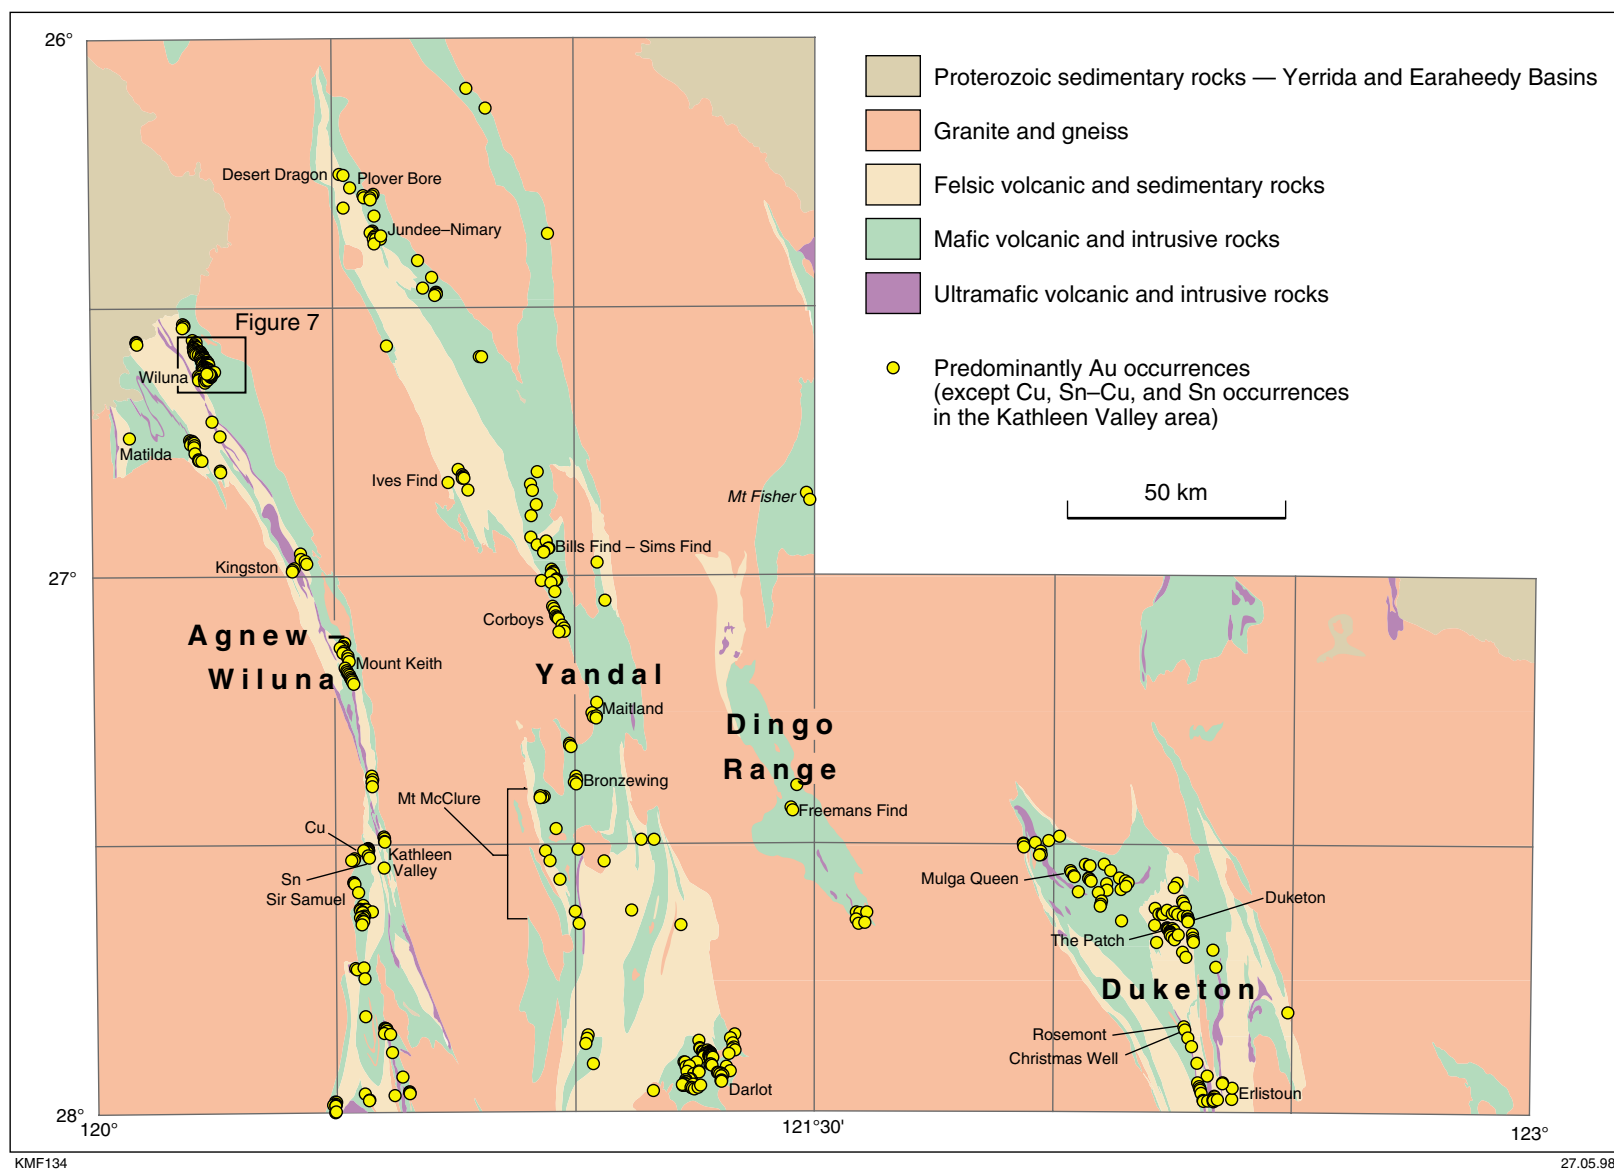 26°
Proterozoic sedimentary rocks — Yerrida and Earaheedy Basins
Granite and gneiss
Felsic volcanic and sedimentary rocks
Mafic volcanic and intrusive rocks
Ultramafic volcanic and intrusive rocks
Predominantly Au occurrences
(except Cu, Sn–Cu, and Sn occurrences
in the Kathleen Valley area)
50 km
Desert Dragon
Plover Bore
Jundee–Nimary
Figure 7
Wiluna
Matilda
Ives Find
Mt Fisher
Bills Find – Sims Find
Kingston
27°
Corboys
Agnew –
Wiluna
Mount Keith
Yandal
Maitland
Dingo
Range
Bronzewing
Mt McClure
Freemans Find
Cu
Kathleen
Valley
Sn
Sir Samuel
Mulga Queen
Duketon
The Patch
Duketon
Rosemont
Christmas Well
Darlot
Erlistoun
28°
120°
121°30'
123°
KMF134
27.05.98